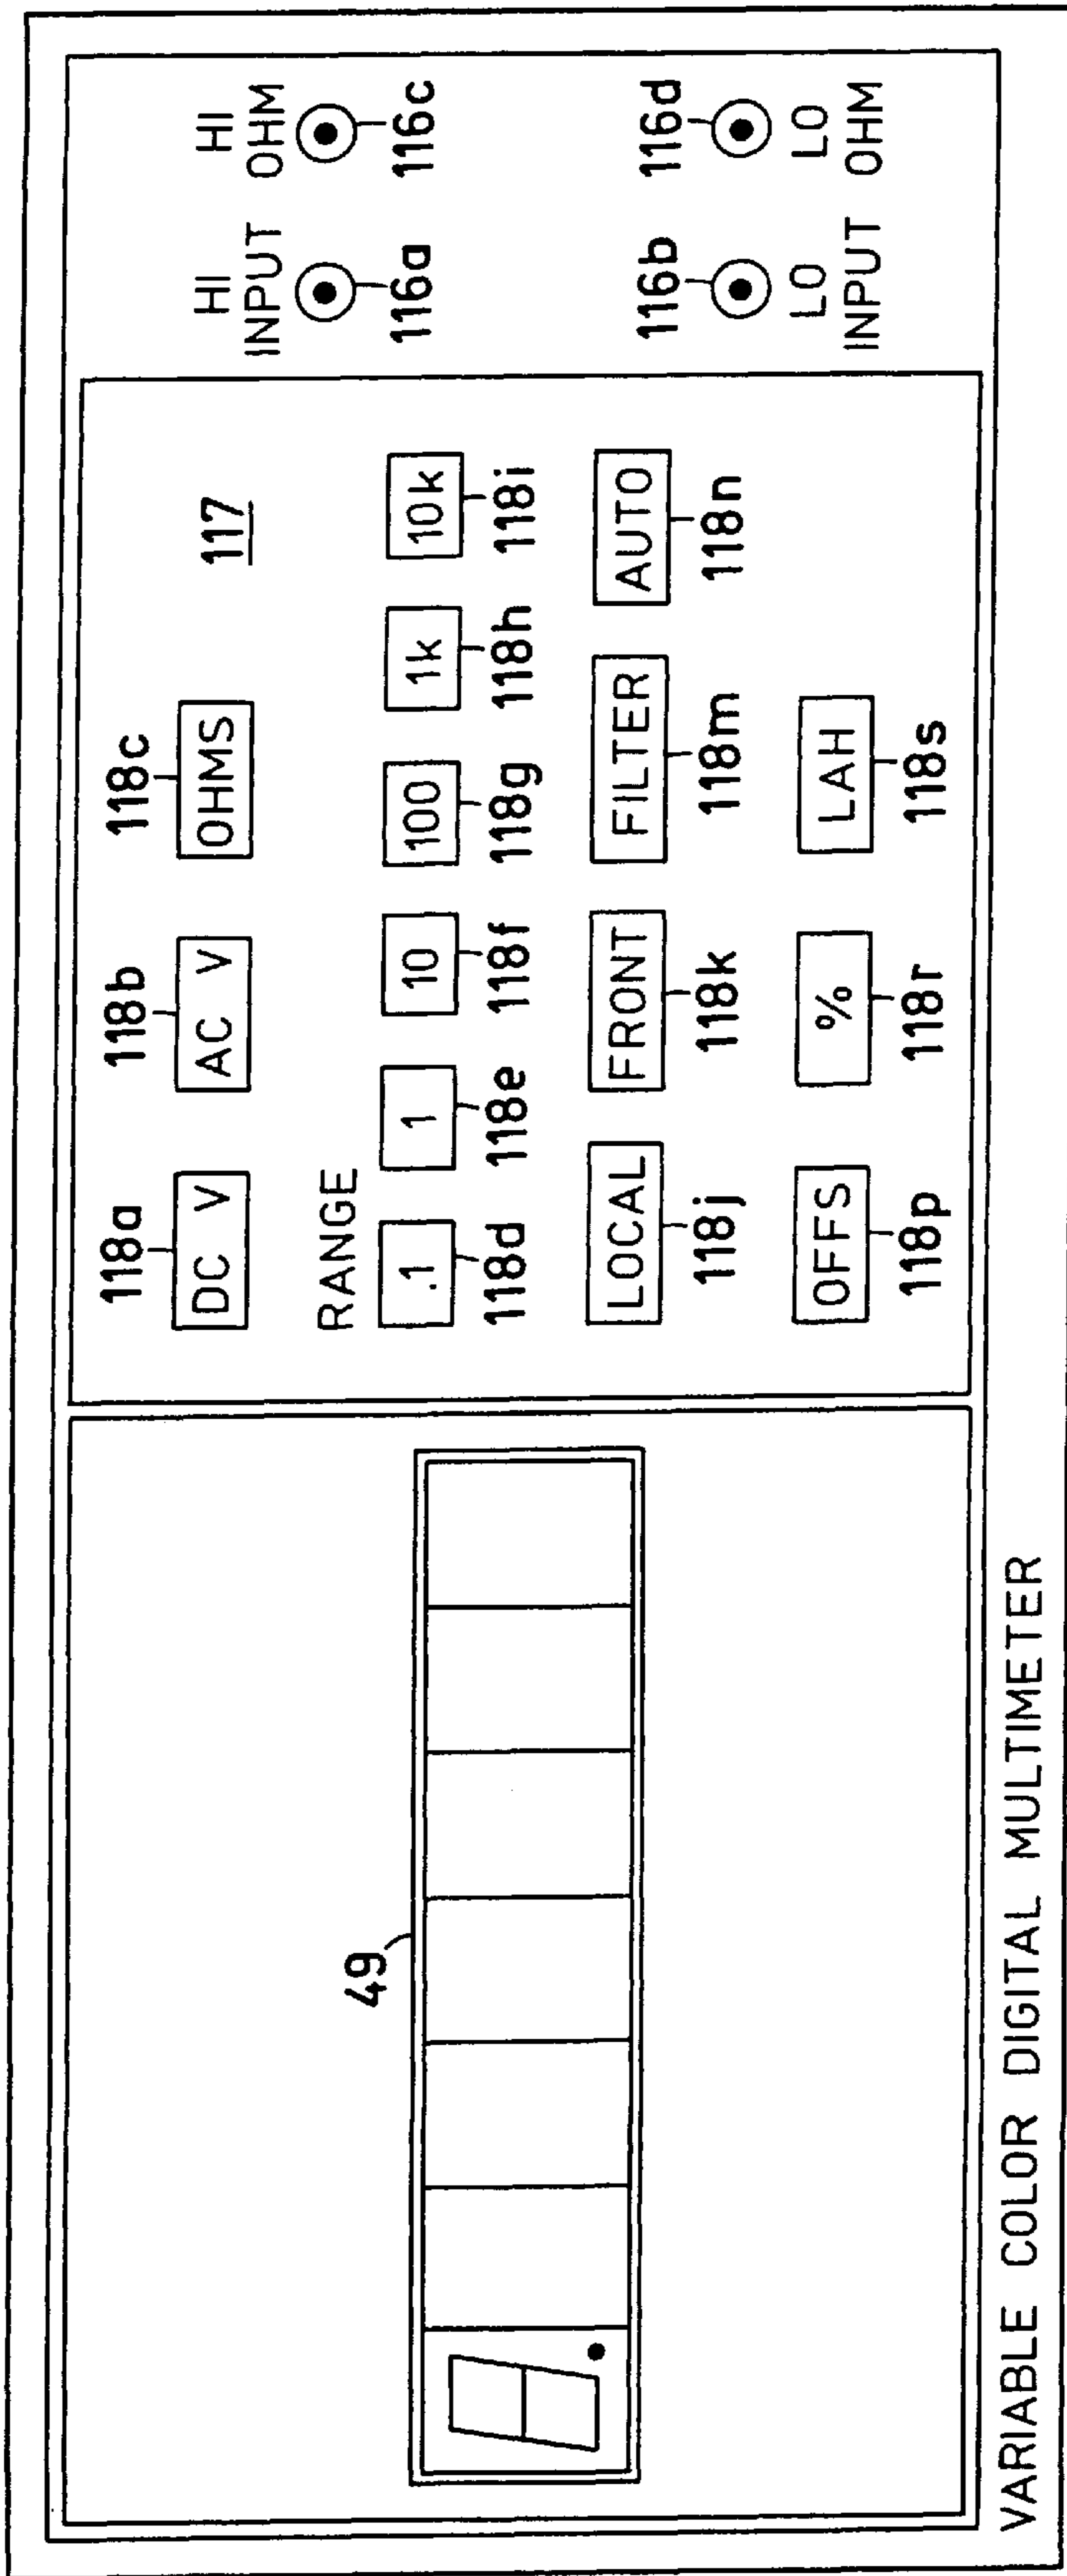 118a 118b 118c
DC V AC V OHMS
117
HI HI
INPUT OHM
116a 116c
RANGE
.1 1 10 100 1k 10k
118d 118e 118f 118g 118h 118i
49
LOCAL FRONT FILTER AUTO
118j 118k 118m 118n
116b 116d
OFFS % LAH
118p 118r 118s
LO LO
INPUT OHM
VARIABLE COLOR DIGITAL MULTIMETER